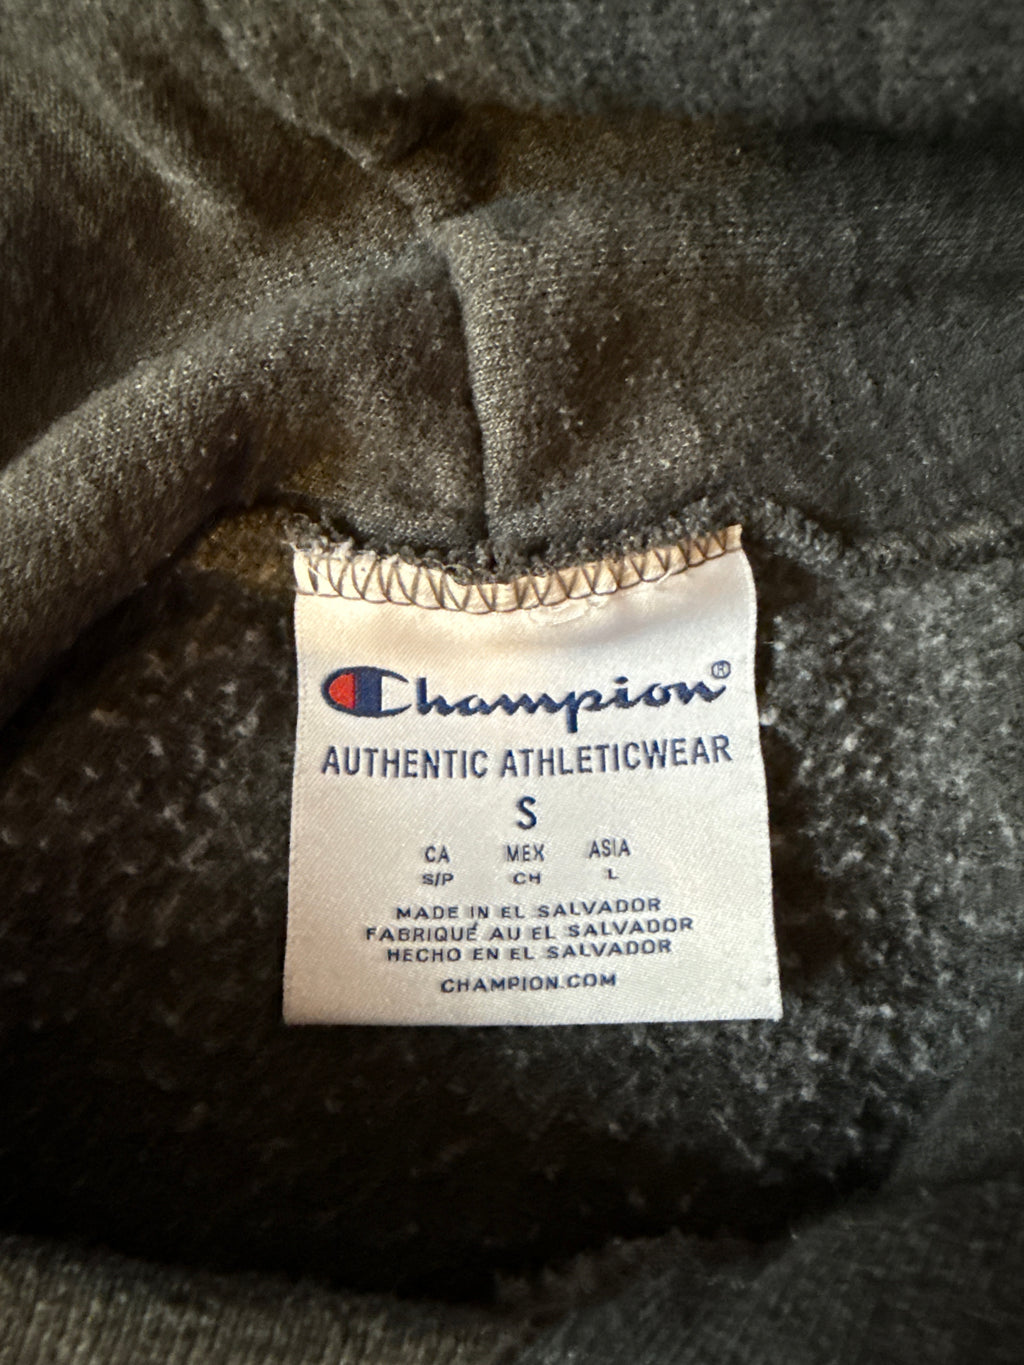 Champion®
AUTHENTIC ATHLETICWEAR
S
CA MEX ASIA
S/P CH L
MADE IN EL SALVADOR
FABRIQUÉ AU EL SALVADOR
HECHO EN EL SALVADOR
CHAMPION.COM